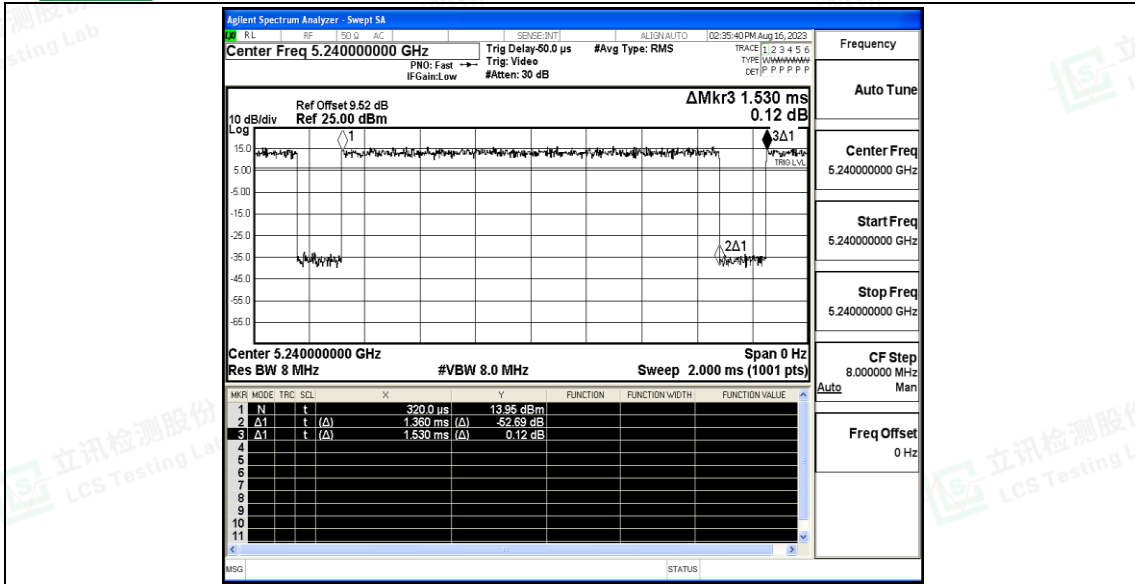 Agilent Spectrum Analyzer - Swept SA
LXI RL RF 50 Ω AC SENSE:INT ALIGNAUTO 02:35:40 PM Aug 16, 2023
Center Freq 5.240000000 GHz
PNO: Fast
IFGain:Low
Trig Delay-50.0 µs
Trig: Video
#Atten: 30 dB
#Avg Type: RMS
TRACE 1 2 3 4 5 6
TYPE
DET P P P P P P
ΔMkr3 1.530 ms
0.12 dB
Ref Offset 9.52 dB
10 dB/div Ref 25.00 dBm
Log
1
3Δ1
15.0
TRIG LVL
5.00
-5.00
-15.0
-25.0
2Δ1
-35.0
-45.0
-55.0
-65.0
Center 5.240000000 GHz Span 0 Hz
Res BW 8 MHz #VBW 8.0 MHz Sweep 2.000 ms (1001 pts)
MKR MODE TRC SCL X Y FUNCTION FUNCTION WIDTH FUNCTION VALUE
1 N t 320.0 µs 13.95 dBm
2 Δ1 t (Δ) 1.360 ms (Δ) -52.69 dB
3 Δ1 t (Δ) 1.530 ms (Δ) 0.12 dB
4
5
6
7
8
9
10
11
MSG STATUS
Frequency
Auto Tune
Center Freq
5.240000000 GHz
Start Freq
5.240000000 GHz
Stop Freq
5.240000000 GHz
CF Step
8.000000 MHz
Auto Man
Freq Offset
0 Hz
立讯检测股份
LCS Testing Lab
立讯检测股份